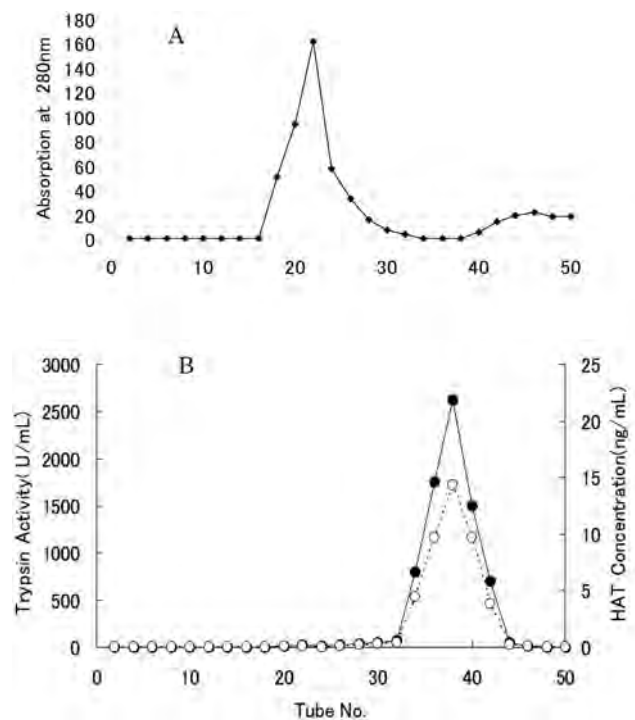 A
Absorption at 280nm
180
160
140
120
100
80
60
40
20
0
0 10 20 30 40 50
B
Trypsin Activity( U/mL)
3000
2500
2000
1500
1000
500
0
HAT Concentration(ng/mL)
25
20
15
10
5
0
0 10 20 30 40 50
Tube No.